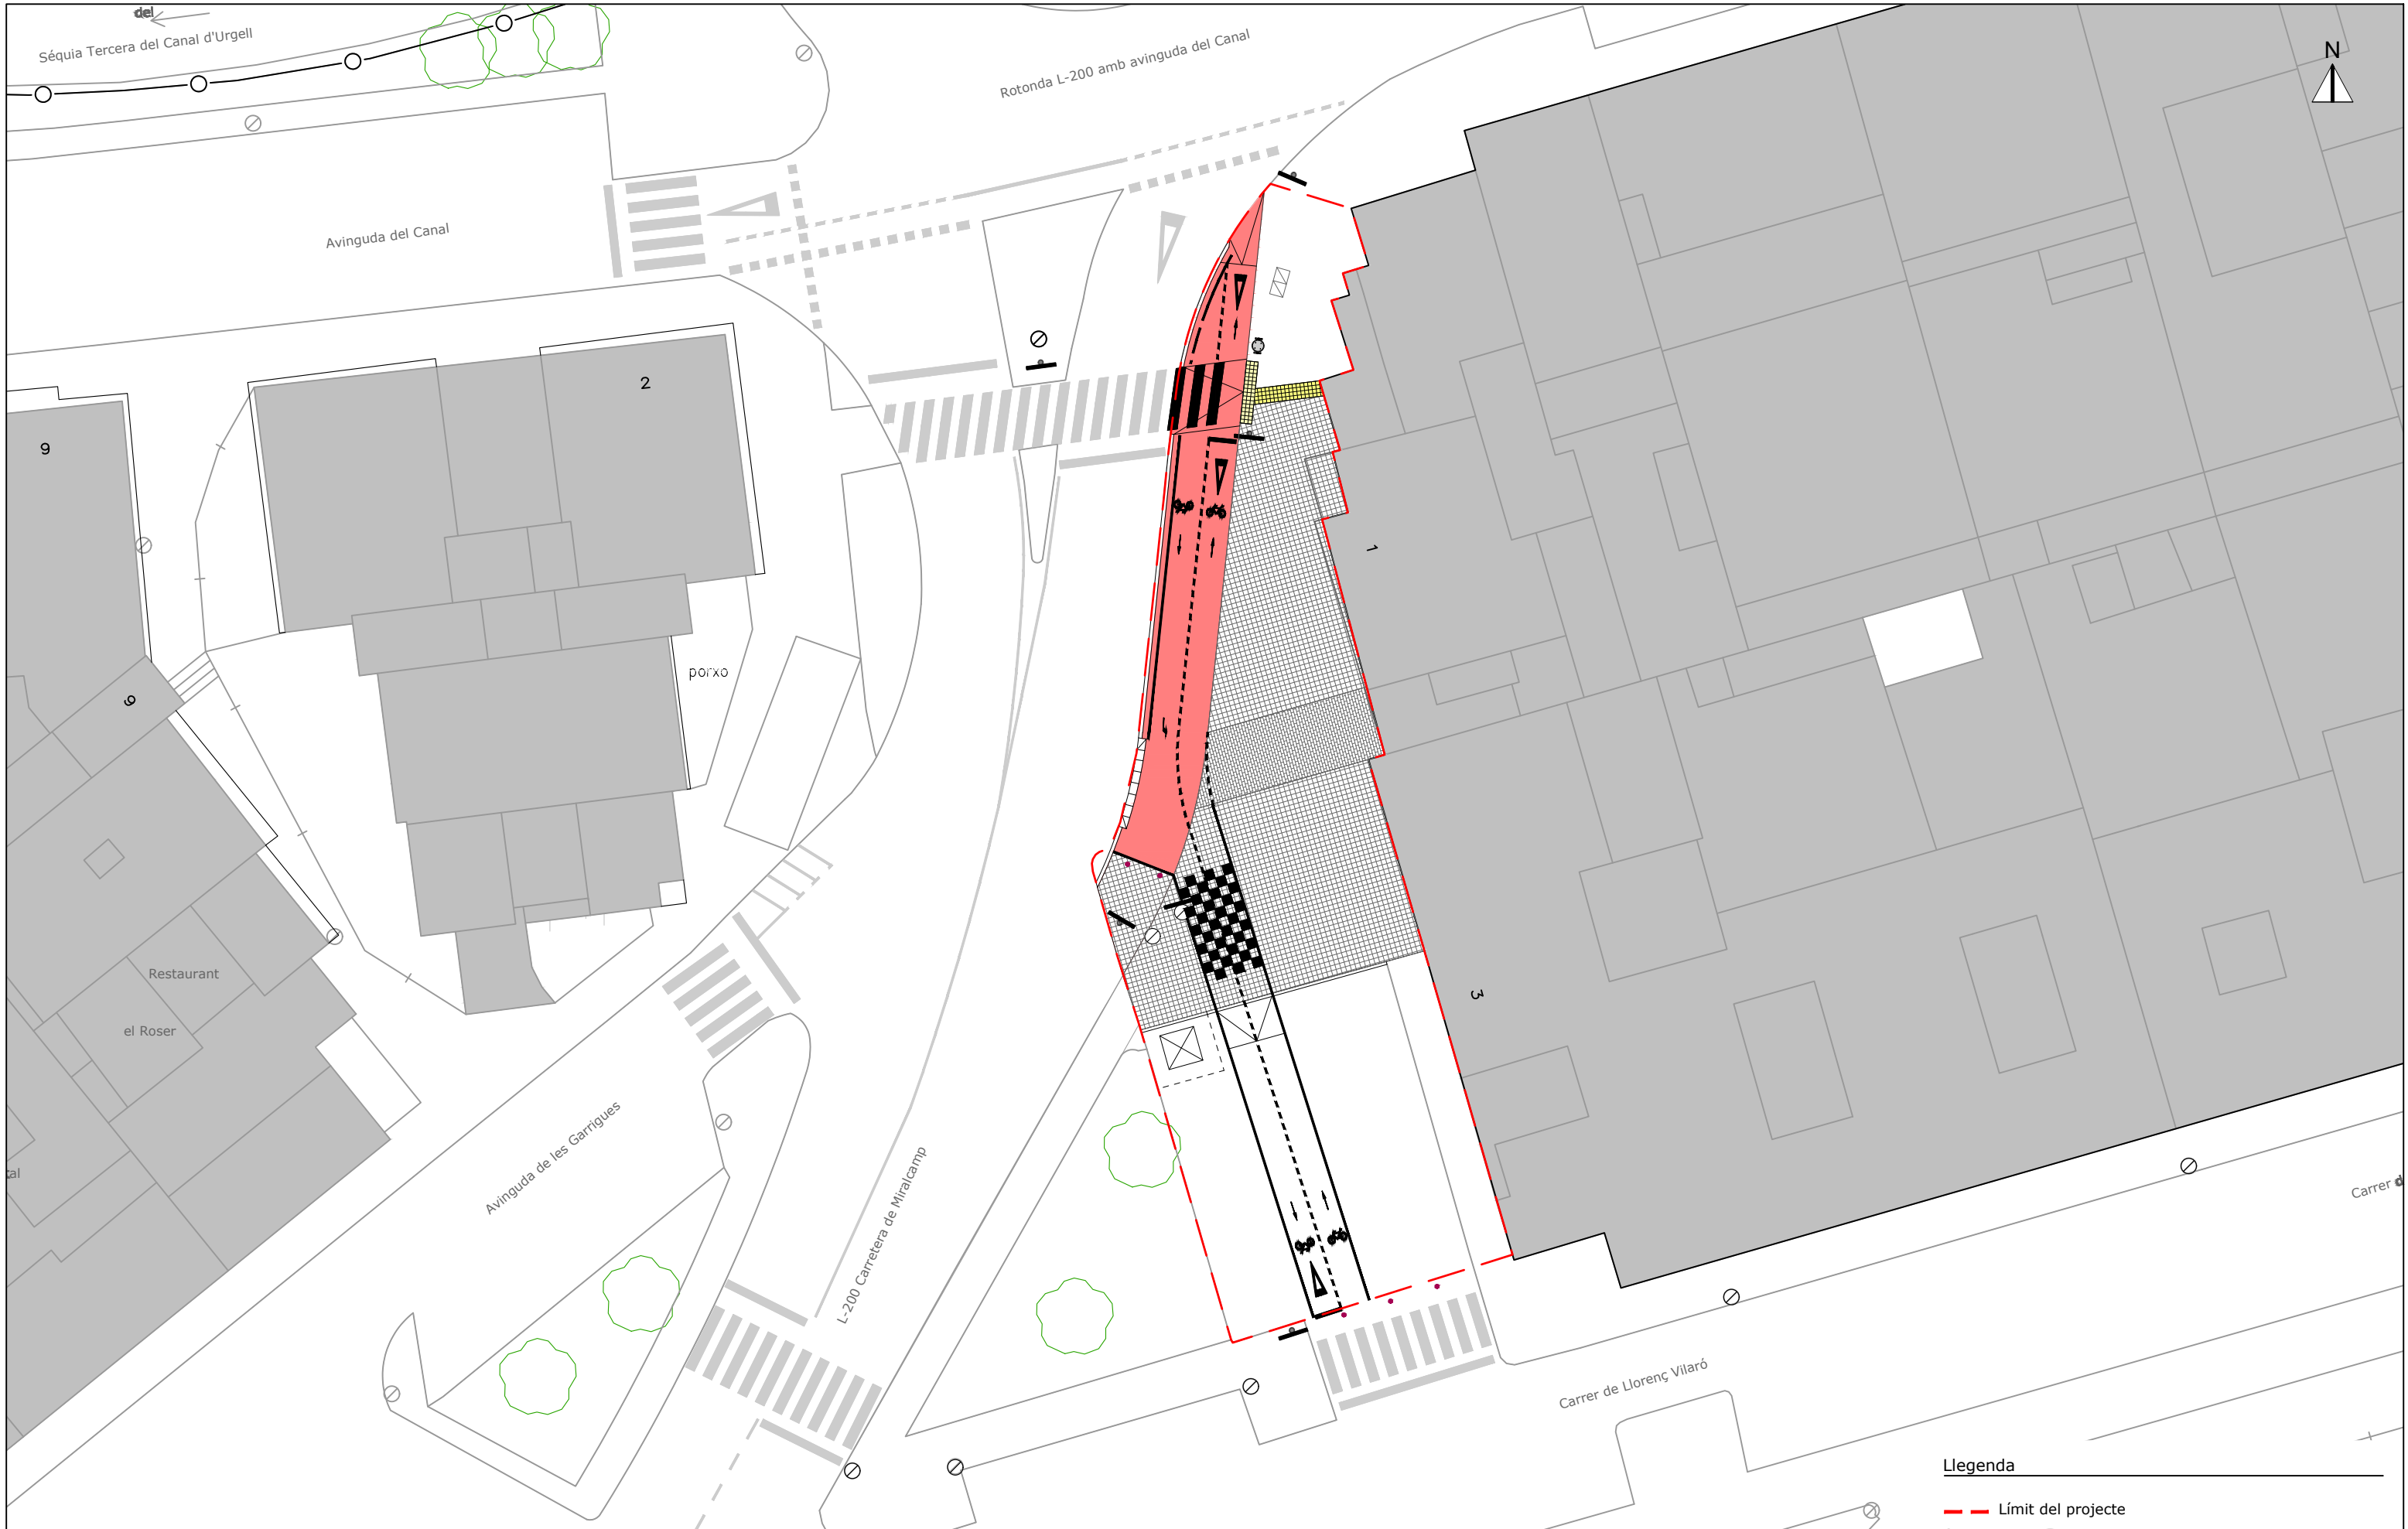 del
Séquia Tercera del Canal d'Urgell
Rotonda L-200 amb avinguda del Canal
N
Avinguda del Canal
2
9
1
porxo
9
Restaurant
el Roser
3
Avinguda de les Garrigues
L-200 Carretera de Miralcamp
Carrer
Carrer de Llorenç Vilaró
Llegenda
Límit del projecte